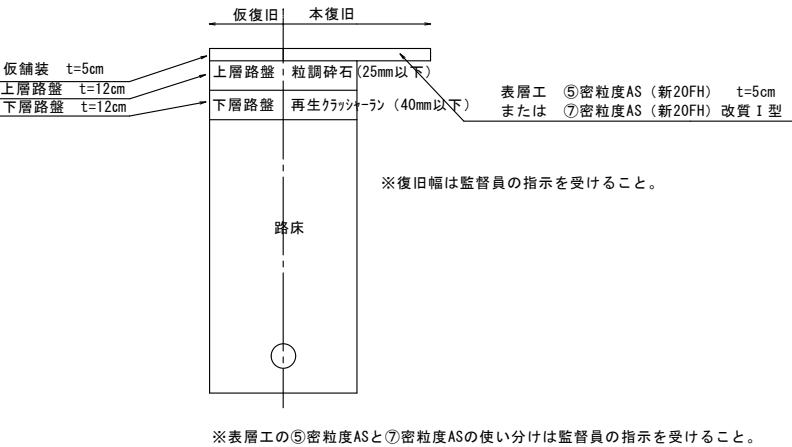 仮復旧 本復旧
仮舗装 t=5cm
上層路盤 t=12cm
下層路盤 t=12cm
上層路盤 粒調砕石(25mm以下)
下層路盤 再生クラッシャーラン(40mm以下)
表層工 ⑤密粒度AS(新20FH) t=5cm
または ⑦密粒度AS(新20FH)改質Ⅰ型
※復旧幅は監督員の指示を受けること。
路床
※表層工の⑤密粒度ASと⑦密粒度ASの使い分けは監督員の指示を受けること。